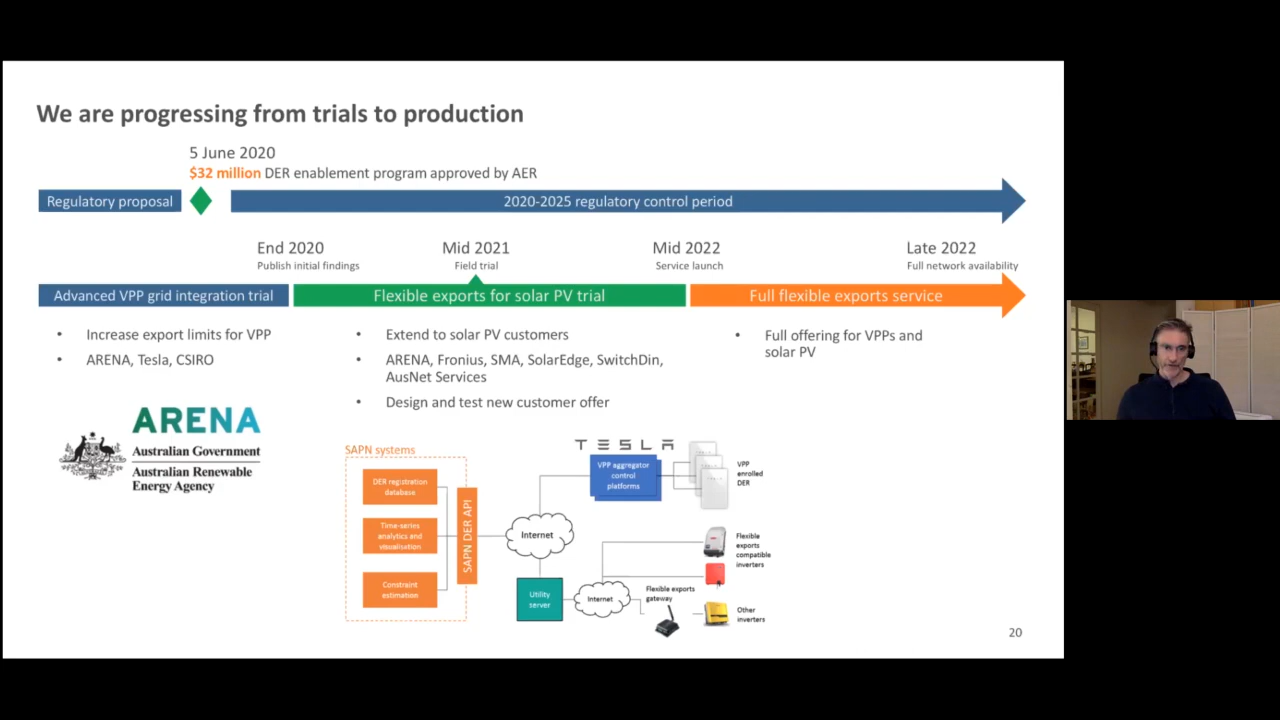 We are progressing from trials to production
5 June 2020
$32 million DER enablement program approved by AER
Regulatory proposal
2020-2025 regulatory control period
End 2020
Publish initial findings
Mid 2021
Field trial
Mid 2022
Service launch
Late 2022
Full network availability
Advanced VPP grid integration trial
Flexible exports for solar PV trial
Full flexible exports service
• Increase export limits for VPP
• ARENA, Tesla, CSIRO
• Extend to solar PV customers
• ARENA, Fronius, SMA, SolarEdge, SwitchDin,
AusNet Services
• Design and test new customer offer
• Full offering for VPPs and
solar PV
ARENA
Australian Government
Australian Renewable
Energy Agency
SAPN systems
DER registration
database
Time-series
analytics and
visualisation
Constraint
estimation
SAPN DER API
Internet
Utility
server
TESLA
VPP aggregator
control
platforms
VPP
enrolled
DER
Internet
Flexible exports
gateway
Flexible
exports
compatible
inverters
Other
inverters
20